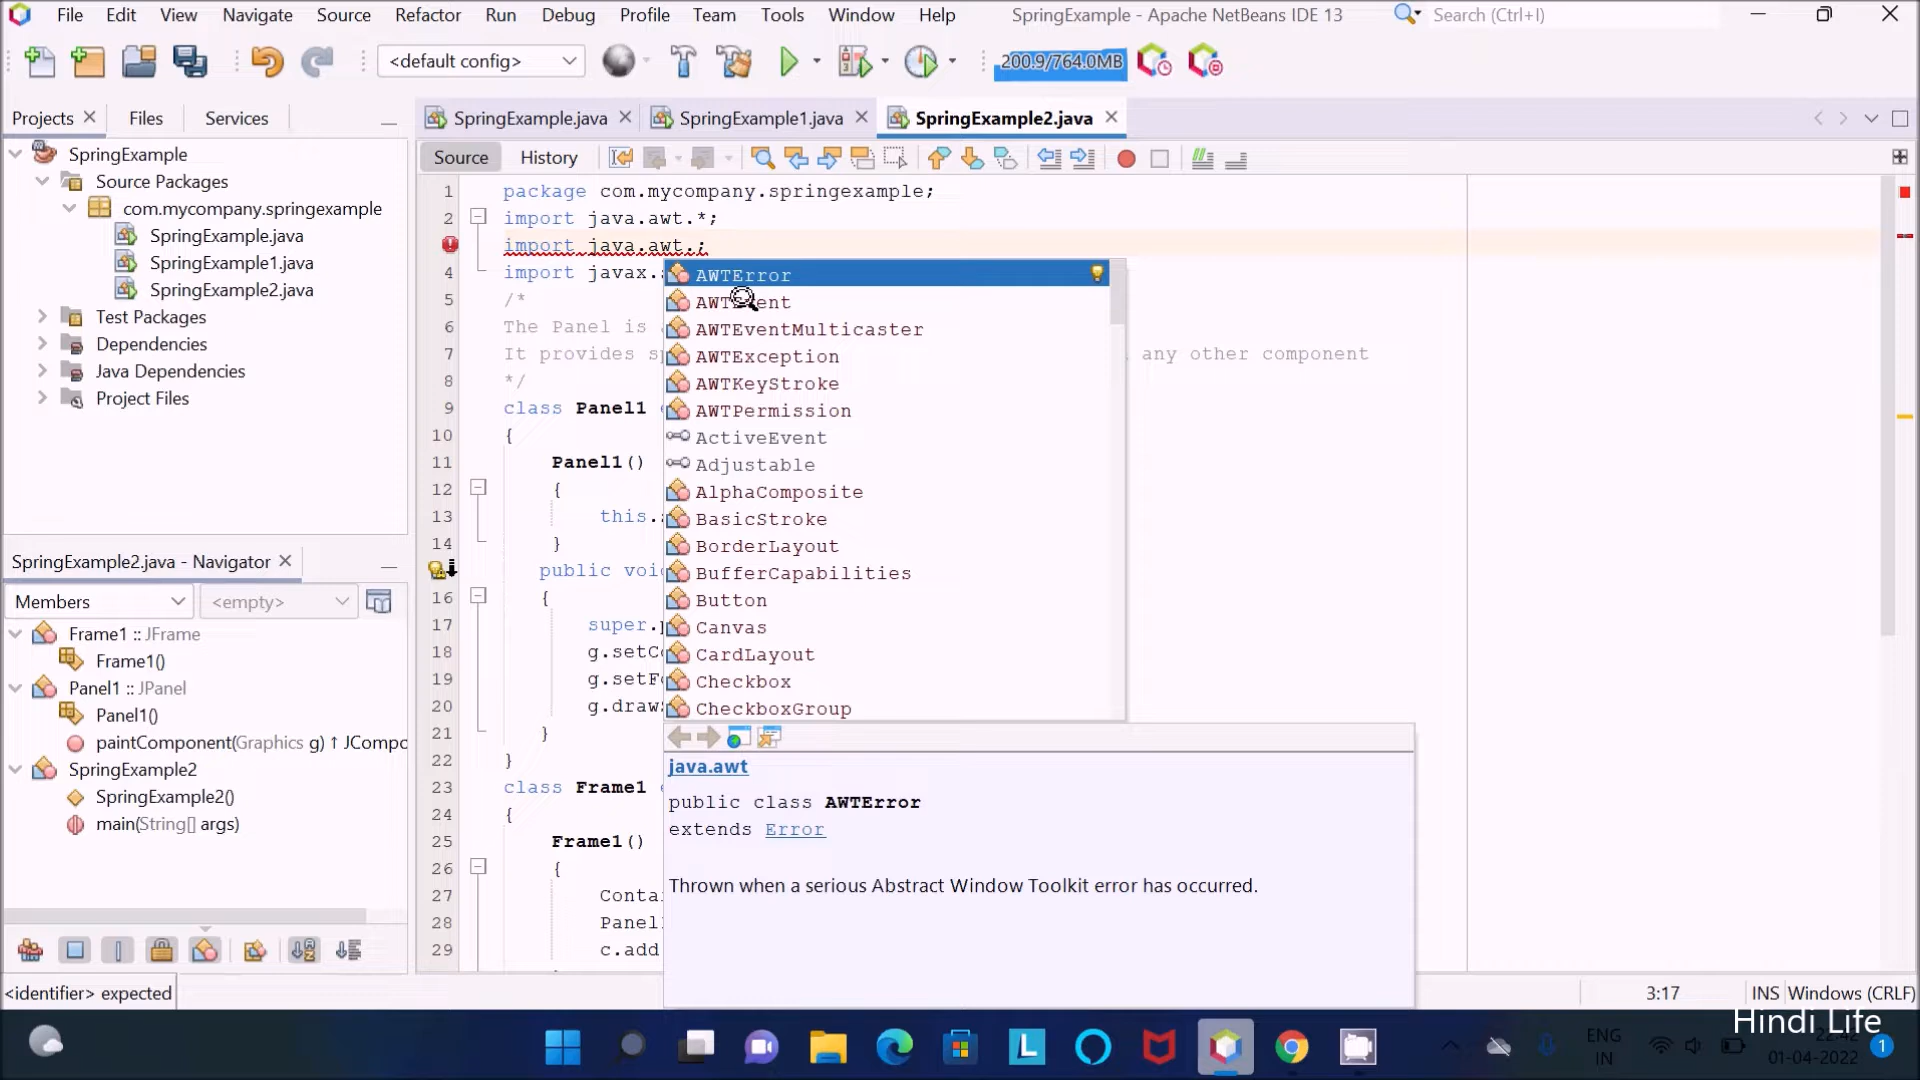 File Edit View Navigate Source Refactor Run Debug Profile Team Tools Window Help SpringExample - Apache NetBeans IDE 13 Search (Ctrl+I)
<default config> 200.9/764.0MB
Projects Files Services
SpringExample
Source Packages
com.mycompany.springexample
SpringExample.java
SpringExample1.java
SpringExample2.java
Test Packages
Dependencies
Java Dependencies
Project Files
SpringExample2.java - Navigator
Members <empty>
Frame1 :: JFrame
Frame1()
Panel1 :: JPanel
Panel1()
paintComponent(Graphics g) ↑ JCompo
SpringExample2
SpringExample2()
main(String[] args)
SpringExample.java SpringExample1.java SpringExample2.java
Source History
1 package com.mycompany.springexample;
2 import java.awt.*;
import java.awt.;
4 import javax.
5 /*
6 The Panel is
7 It provides any other component
8 */
9 class Panel1
10 {
11 Panel1()
12 {
13 this.
14 }
public voi
16 {
17 super.
18 g.setC
19 g.setF
20 g.draw
21 }
22 }
23 class Frame1
24 {
25 Frame1()
26 {
27 Conta
28 Panel
29 c.add
AWTError
AWTEvent
AWTEventMulticaster
AWTException
AWTKeyStroke
AWTPermission
ActiveEvent
Adjustable
AlphaComposite
BasicStroke
BorderLayout
BufferCapabilities
Button
Canvas
CardLayout
Checkbox
CheckboxGroup
java.awt
public class AWTError
extends Error
Thrown when a serious Abstract Window Toolkit error has occurred.
<identifier> expected 3:17 INS Windows (CRLF)
Hindi Life
ENG
IN
22:42
01-04-2022
1